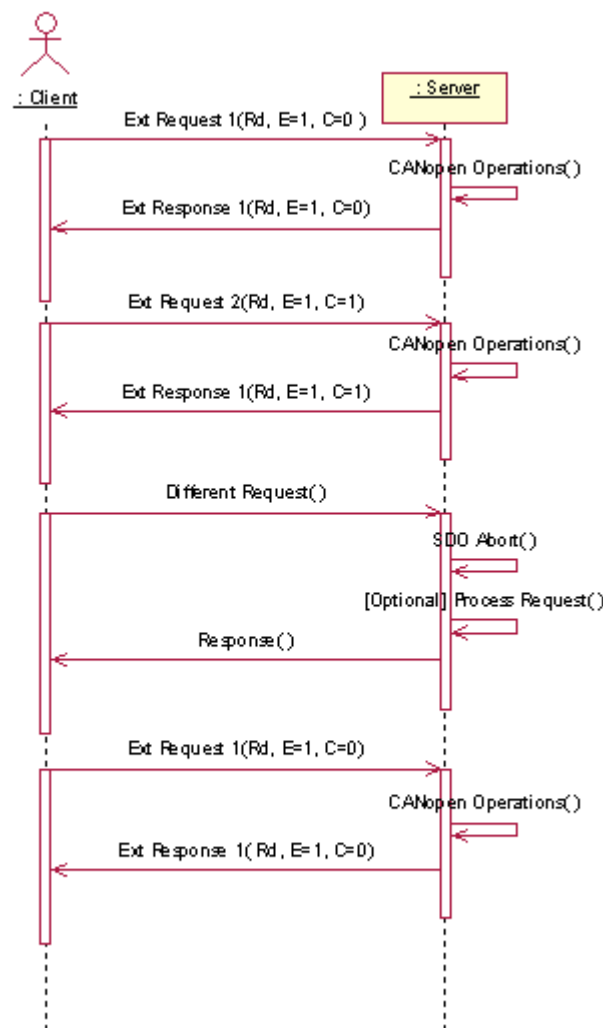 : Client
: Server
Ext Request 1(Rd, E=1, C=0 )
CANopen Operations()
Ext Response 1(Rd, E=1, C=0)
Ext Request 2(Rd, E=1, C=1)
CANopen Operations()
Ext Response 1(Rd, E=1, C=1)
Different Request()
SDO Abort()
[Optional] Process Request()
Response()
Ext Request 1(Rd, E=1, C=0)
CANopen Operations()
Ext Response 1(Rd, E=1, C=0)